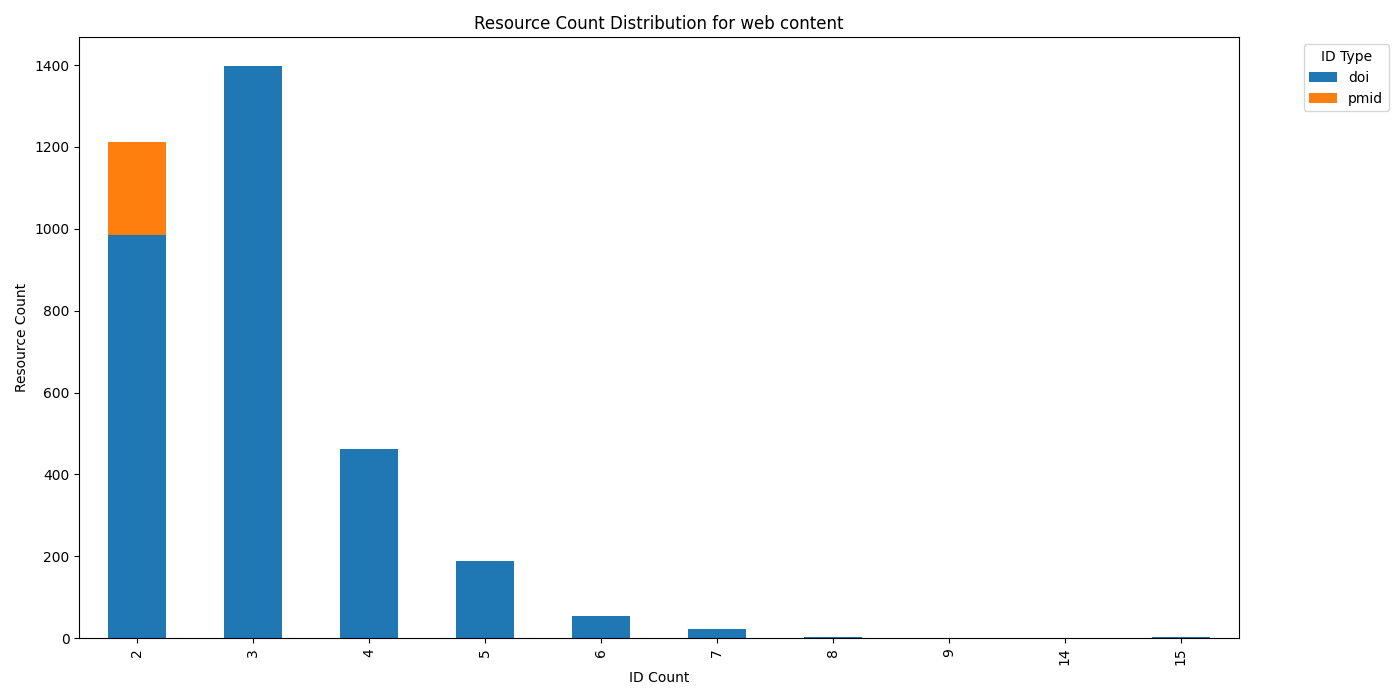 Resource Count Distribution for web content
ID Type
doi
pmid
Resource Count
1400
1200
1000
800
600
400
200
0
2 3 4 5 6 7 8 9 14 15
ID Count